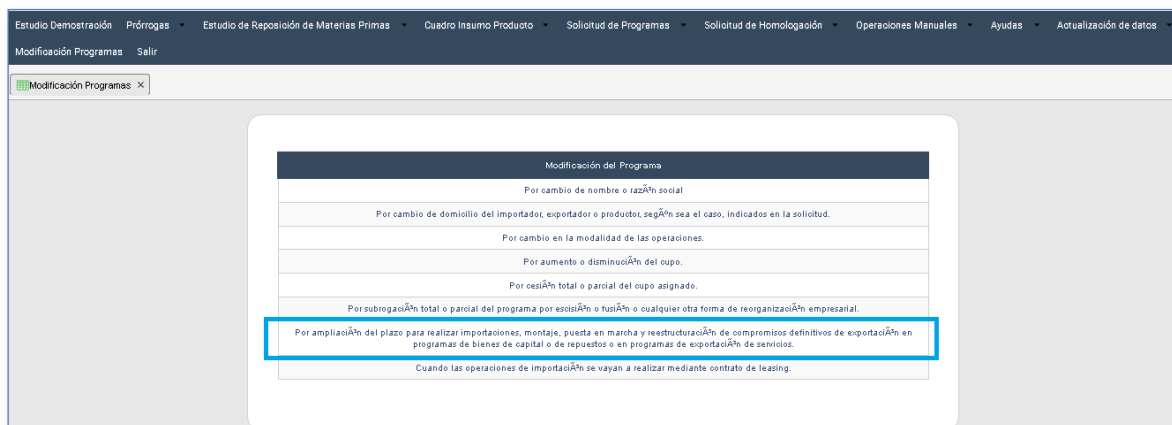 Estudio Demostración Prórrogas Estudio de Reposición de Materias Primas Cuadro Insumo Producto Solicitud de Programas Solicitud de Homologación Operaciones Manuales Ayudas Actualización de datos
Modificación Programas Salir
Modificación Programas ×
Modificación del Programa
Por cambio de nombre o razÃ³n social
Por cambio de domicilio del importador, exportador o productor, segÃºn sea el caso, indicados en la solicitud.
Por cambio en la modalidad de las operaciones.
Por aumento o disminuciÃ³n del cupo.
Por cesiÃ³n total o parcial del cupo asignado.
Por subrogaciÃ³n total o parcial del programa por escisiÃ³n o fusiÃ³n o cualquier otra forma de reorganizaciÃ³n empresarial.
Por ampliaciÃ³n del plazo para realizar importaciones, montaje, puesta en marcha y reestructuraciÃ³n de compromisos definitivos de exportaciÃ³n en
programas de bienes de capital o de repuestos o en programas de exportaciÃ³n de servicios.
Cuando las operaciones de importaciÃ³n se vayan a realizar mediante contrato de leasing.